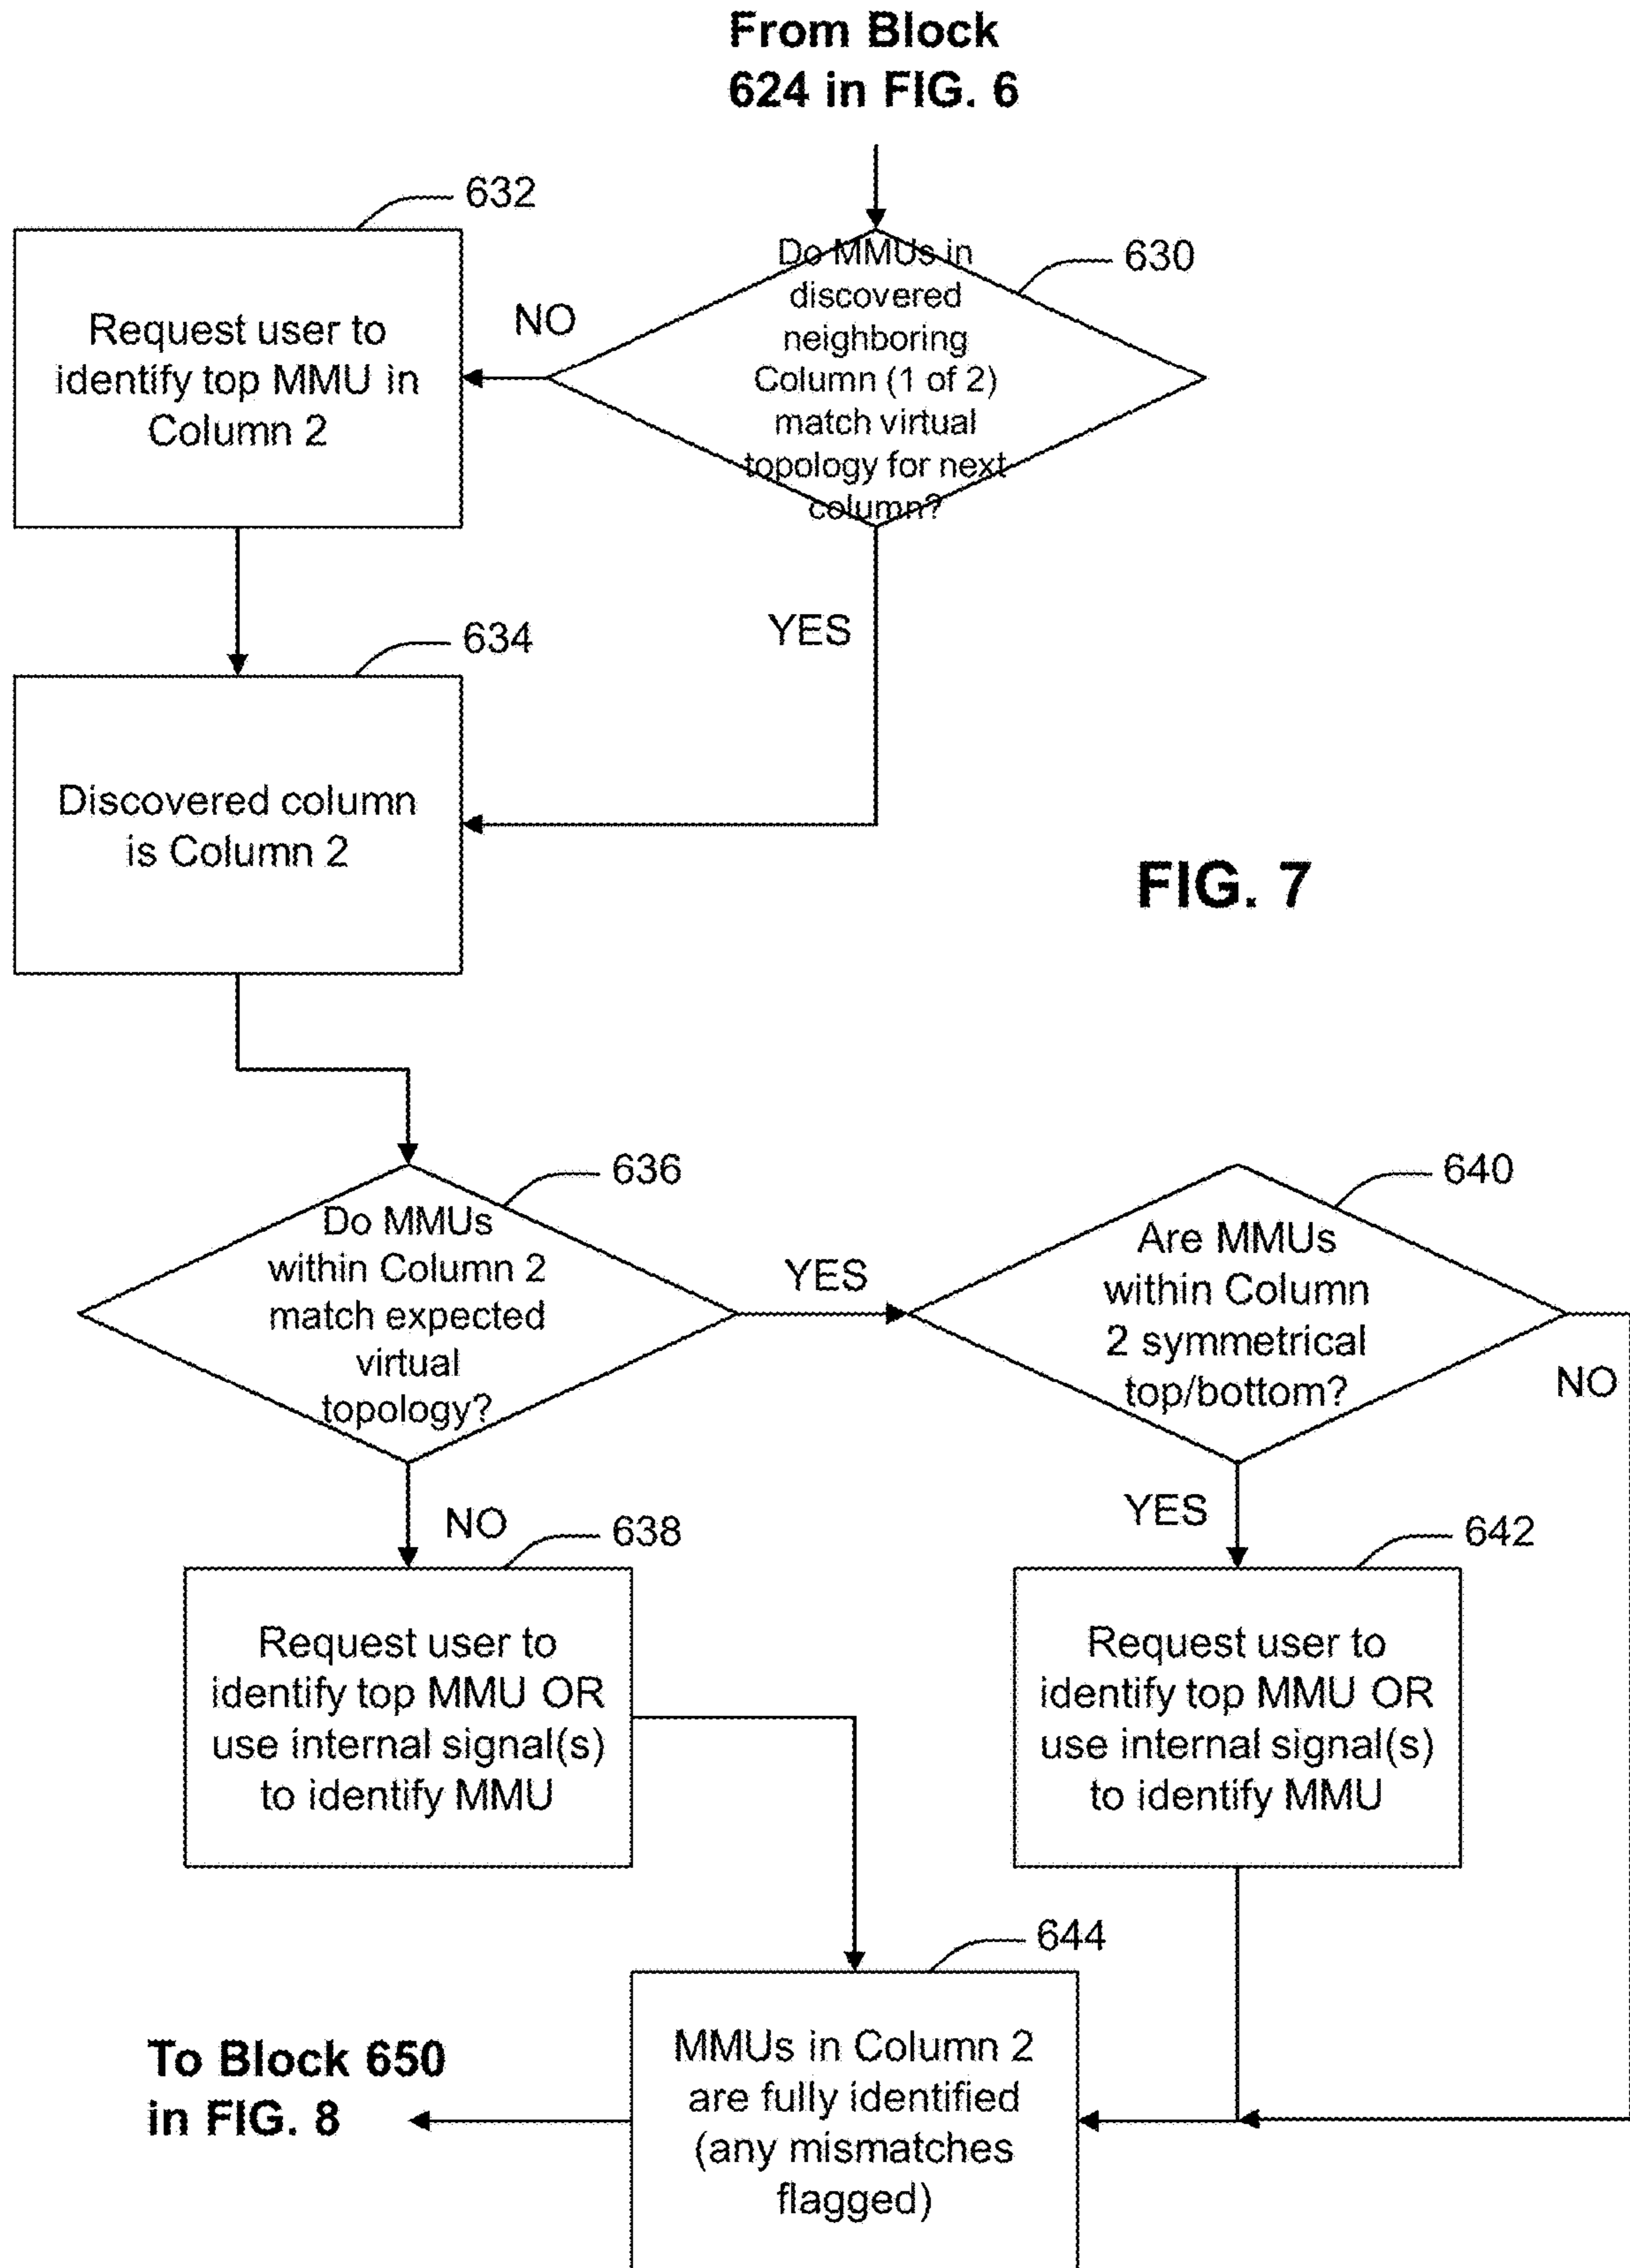 From Block
624 in FIG. 6
632
630
Do MMUs in
discovered
neighboring
Column (1 of 2)
match virtual
topology for next
column?
NO
Request user to
identify top MMU in
Column 2
YES
634
Discovered column
is Column 2
FIG. 7
636
Do MMUs
within Column 2
match expected
virtual
topology?
YES
640
Are MMUs
within Column
2 symmetrical
top/bottom?
NO
NO
638
YES
642
Request user to
identify top MMU OR
use internal signal(s)
to identify MMU
Request user to
identify top MMU OR
use internal signal(s)
to identify MMU
644
MMUs in Column 2
are fully identified
(any mismatches
flagged)
To Block 650
in FIG. 8